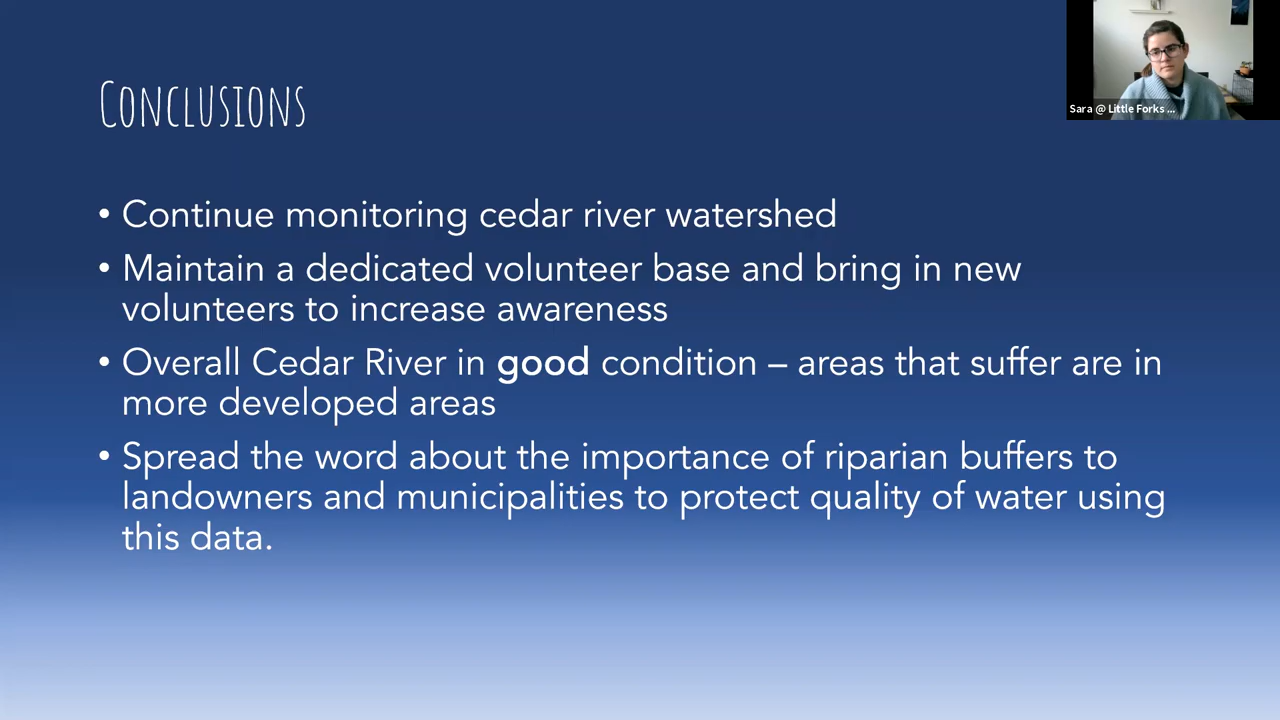 Conclusions
Sara @ Little Forks ...
• Continue monitoring cedar river watershed
• Maintain a dedicated volunteer base and bring in new
volunteers to increase awareness
• Overall Cedar River in good condition – areas that suffer are in
more developed areas
• Spread the word about the importance of riparian buffers to
landowners and municipalities to protect quality of water using
this data.